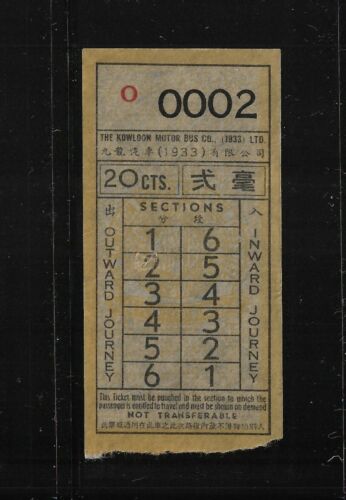 O 0002
THE KOWLOON MOTOR BUS CO., (1933) LTD.
九龍汽車(1933)有限公司
20 CTS. 弍毫
出 SECTIONS 入
分段
OUTWARD JOURNEY
1 6
2 5
3 4
4 3
5 2
6 1
INWARD JOURNEY
This Ticket must be punched in the section to which the
passenger is entitled to travel and must be shown on demand
NOT TRANSFERABLE